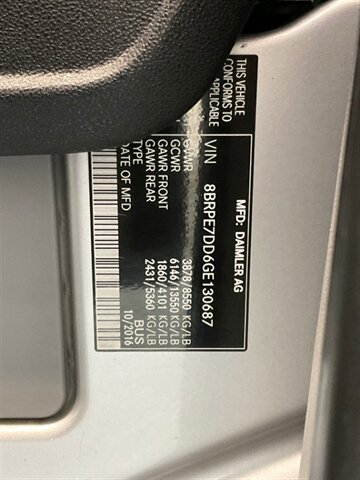 MFD. DAIMLER AG
THIS VEHICLE
CONFORMS TO
APPLICABLE
VIN 8BRPE7DD6GE130687
GVWR 3878/8550 KG/LB
GCWR 6146/13550 KG/LB
GAWR FRONT 1860/4101 KG/LB
GAWR REAR 2431/5360 KG/LB
TYPE BUS
DATE OF MFD 10/2016